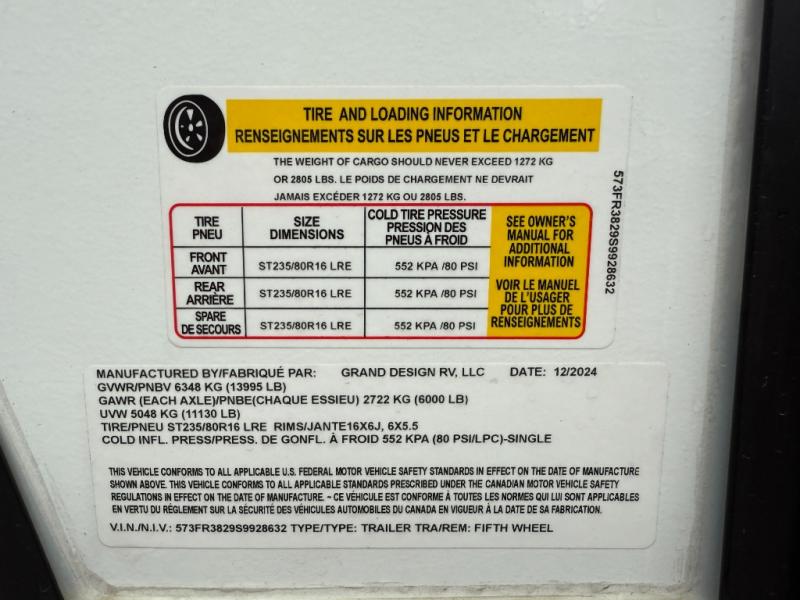 TIRE AND LOADING INFORMATION
RENSEIGNEMENTS SUR LES PNEUS ET LE CHARGEMENT
THE WEIGHT OF CARGO SHOULD NEVER EXCEED 1272 KG
OR 2805 LBS. LE POIDS DE CHARGEMENT NE DEVRAIT
JAMAIS EXCÉDER 1272 KG OU 2805 LBS.
TIRE
PNEU
SIZE
DIMENSIONS
COLD TIRE PRESSURE
PRESSION DES
PNEUS À FROID
FRONT
AVANT
ST235/80R16 LRE
552 KPA /80 PSI
REAR
ARRIÈRE
ST235/80R16 LRE
552 KPA /80 PSI
SPARE
DE SECOURS
ST235/80R16 LRE
552 KPA /80 PSI
SEE OWNER'S
MANUAL FOR
ADDITIONAL
INFORMATION
VOIR LE MANUEL
DE L'USAGER
POUR PLUS DE
RENSEIGNEMENTS
573FR3829S9928632
MANUFACTURED BY/FABRIQUÉ PAR: GRAND DESIGN RV, LLC DATE: 12/2024
GVWR/PNBV 6348 KG (13995 LB)
GAWR (EACH AXLE)/PNBE(CHAQUE ESSIEU) 2722 KG (6000 LB)
UVW 5048 KG (11130 LB)
TIRE/PNEU ST235/80R16 LRE RIMS/JANTE16X6J, 6X5.5
COLD INFL. PRESS/PRESS. DE GONFL. À FROID 552 KPA (80 PSI/LPC)-SINGLE
THIS VEHICLE CONFORMS TO ALL APPLICABLE U.S. FEDERAL MOTOR VEHICLE SAFETY STANDARDS IN EFFECT ON THE DATE OF MANUFACTURE
SHOWN ABOVE. THIS VEHICLE CONFORMS TO ALL APPLICABLE STANDARDS PRESCRIBED UNDER THE CANADIAN MOTOR VEHICLE SAFETY
REGULATIONS IN EFFECT ON THE DATE OF MANUFACTURE. ~ CE VÉHICULE EST CONFORME À TOUTES LES NORMES QUI LUI SONT APPLICABLES
EN VERTU DU RÈGLEMENT SUR LA SÉCURITÉ DES VÉHICULES AUTOMOBILES DU CANADA EN VIGUEUR À LA DATE DE SA FABRICATION.
V.I.N./N.I.V.: 573FR3829S9928632 TYPE/TYPE: TRAILER TRA/REM: FIFTH WHEEL